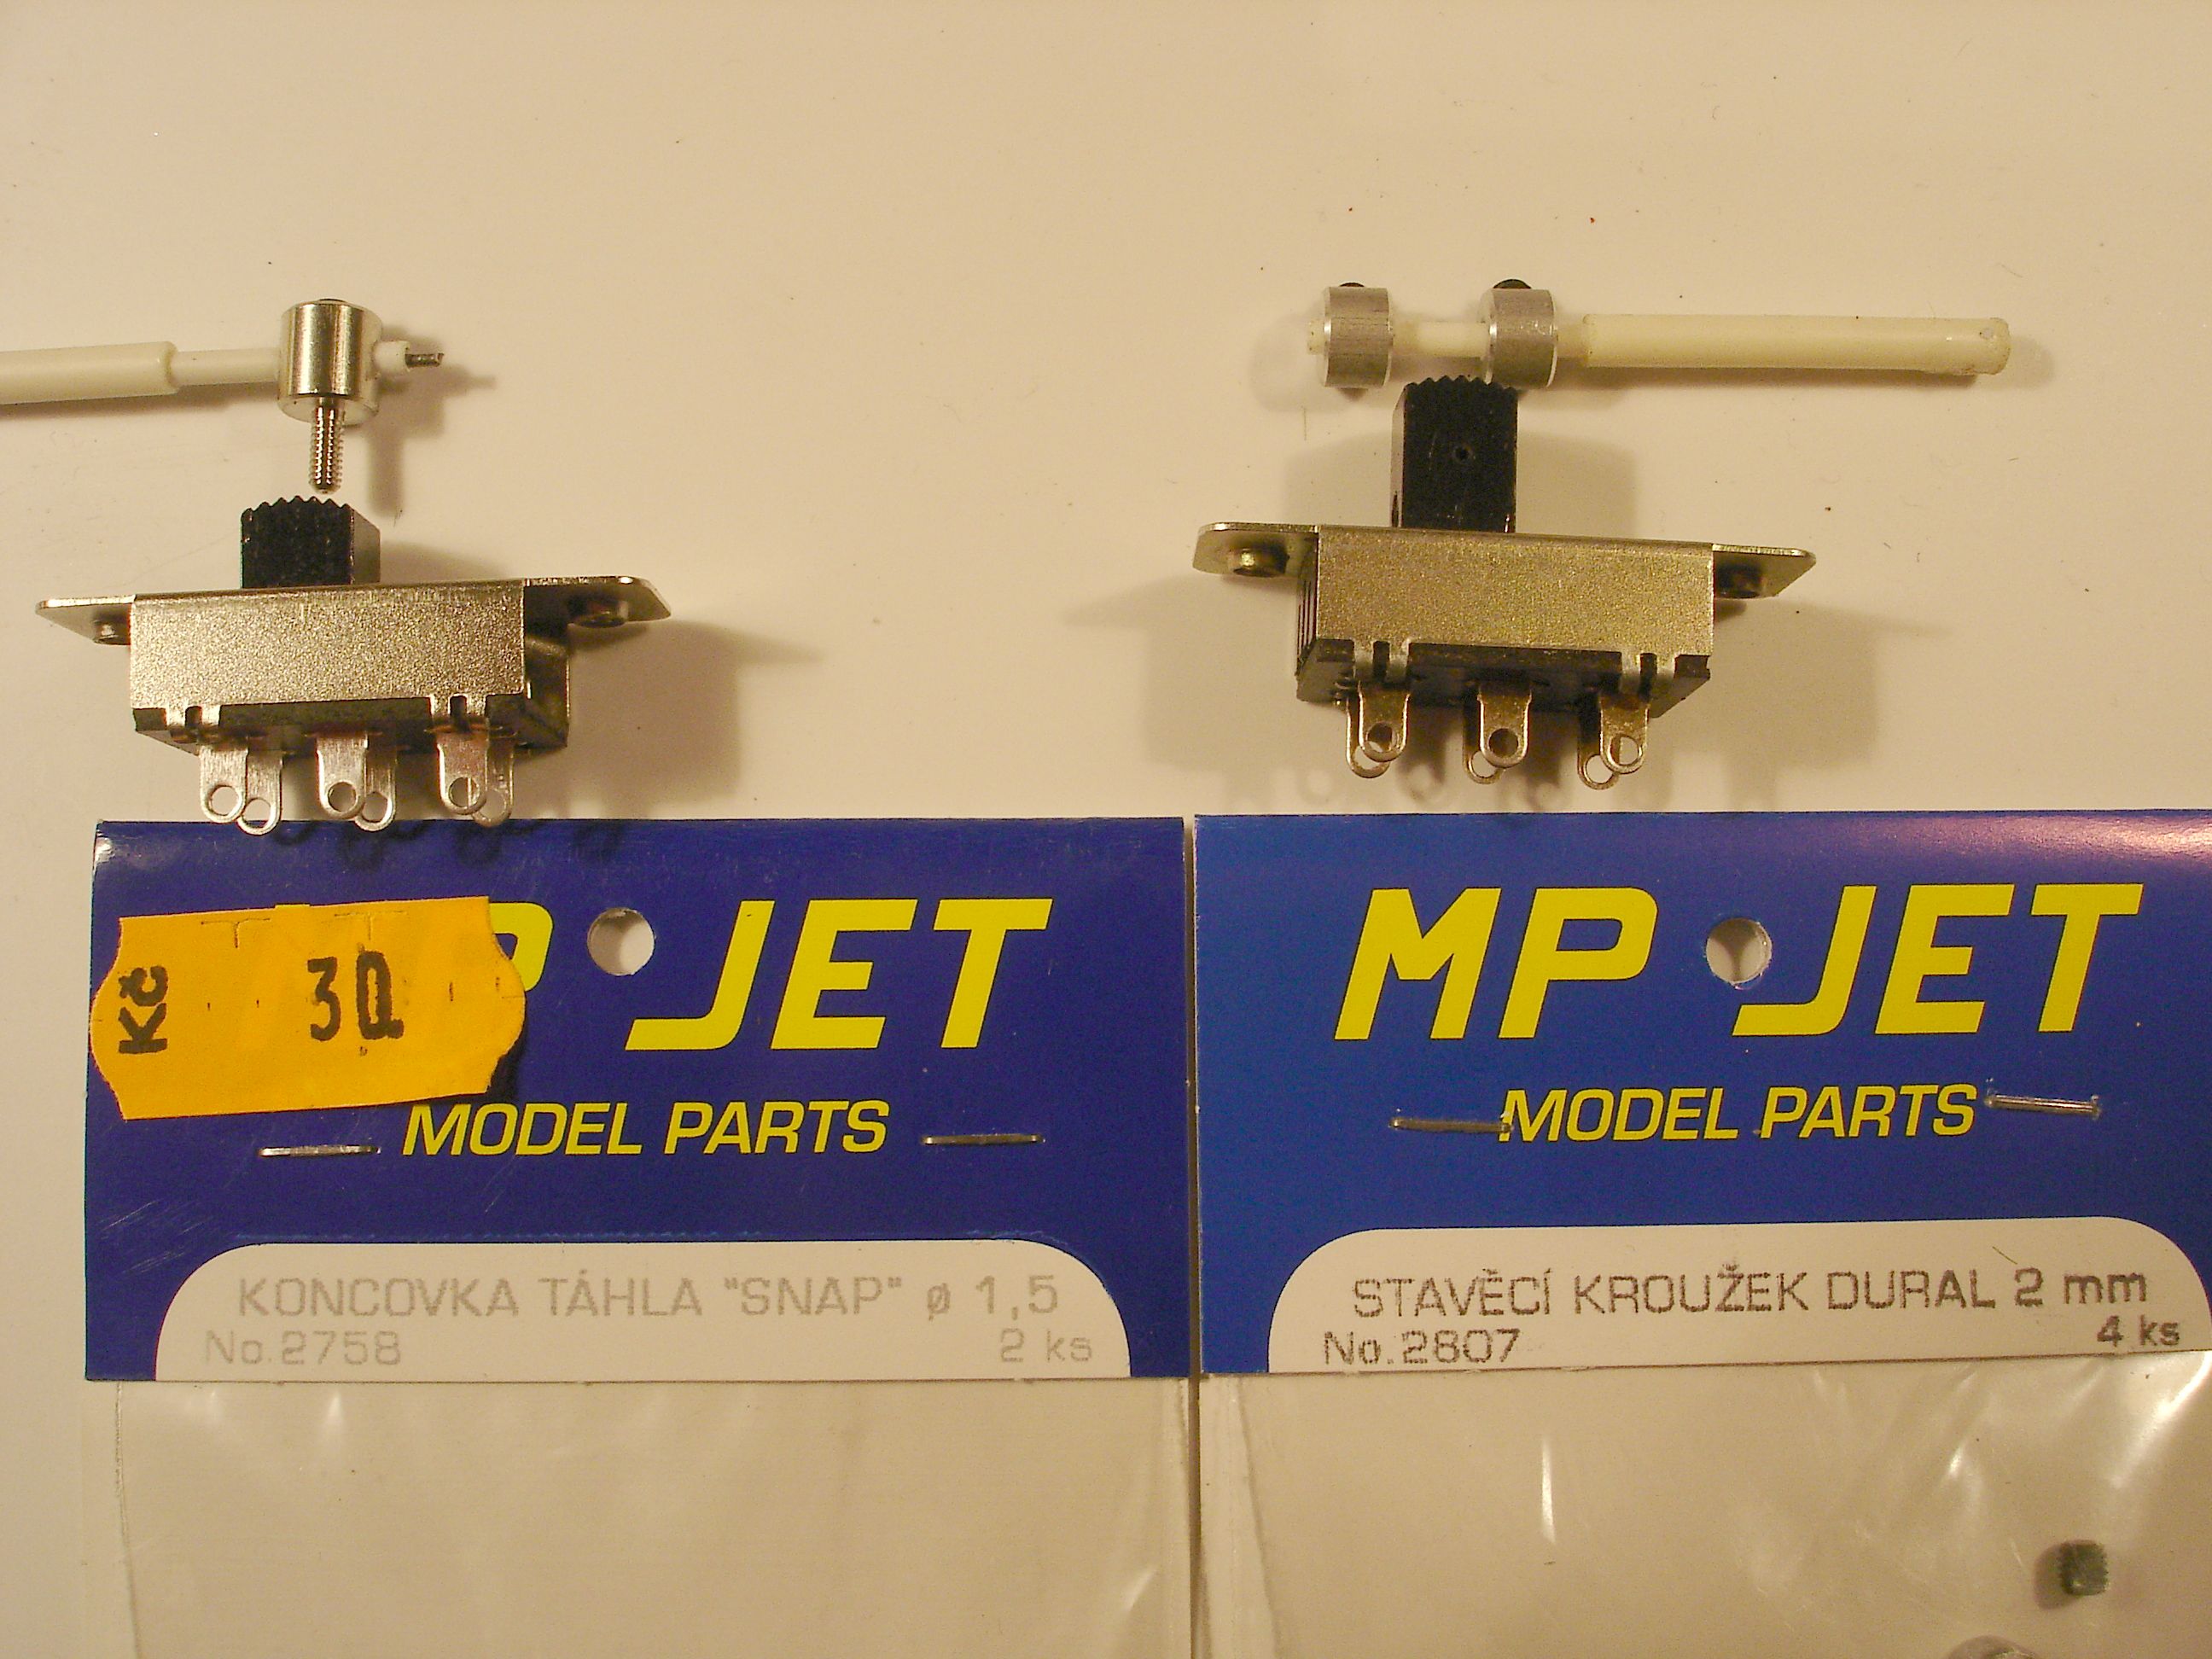 Kč 30
P JET
MODEL PARTS
KONCOVKA TÁHLA "SNAP" ø 1,5
No.2758 2 ks
MP JET
MODEL PARTS
STAVĚCÍ KROUŽEK DURAL 2 mm
No.2807 4 ks